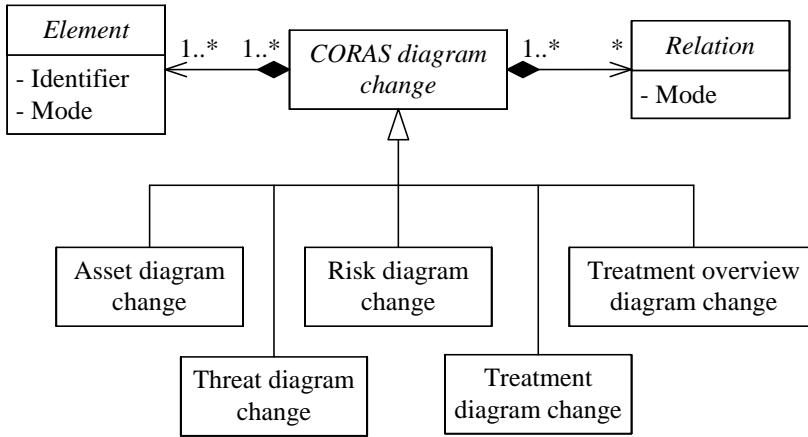 Element
- Identifier
- Mode
1..*
1..*
CORAS diagram
change
1..*
*
Relation
- Mode
Asset diagram
change
Risk diagram
change
Treatment overview
diagram change
Threat diagram
change
Treatment
diagram change